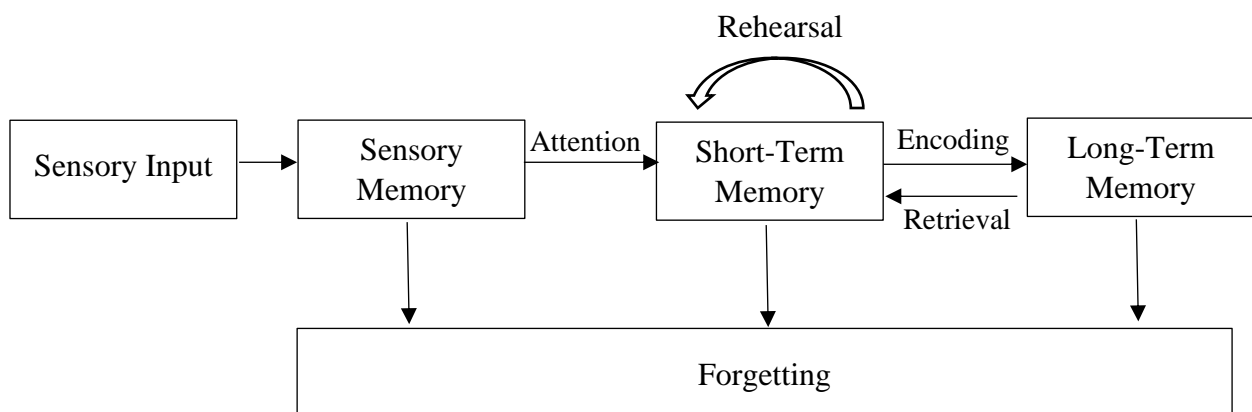 Rehearsal
Sensory Input
Sensory
Memory
Attention
Short-Term
Memory
Encoding
Retrieval
Long-Term
Memory
Forgetting